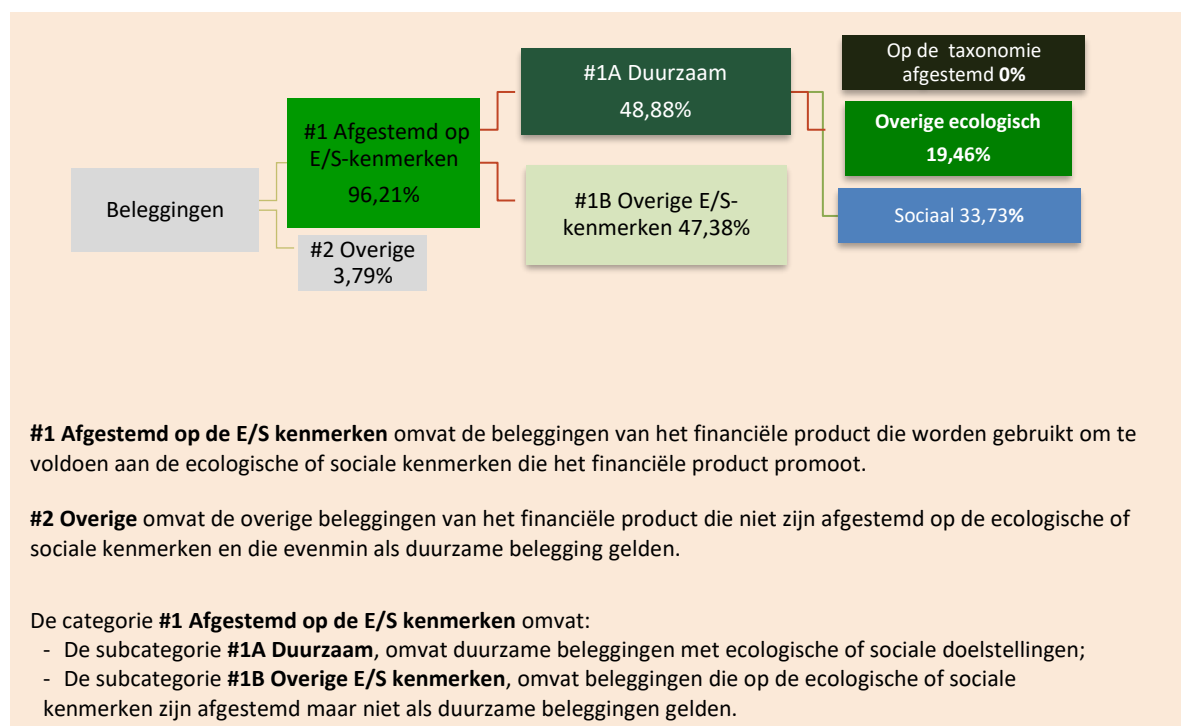 Beleggingen
#1 Afgestemd op
E/S-kenmerken
96,21%
#2 Overige
3,79%
#1A Duurzaam
48,88%
#1B Overige E/S-
kenmerken 47,38%
Op de taxonomie
afgestemd 0%
Overige ecologisch
19,46%
Sociaal 33,73%
#1 Afgestemd op de E/S kenmerken omvat de beleggingen van het financiële product die worden gebruikt om te
voldoen aan de ecologische of sociale kenmerken die het financiële product promoot.
#2 Overige omvat de overige beleggingen van het financiële product die niet zijn afgestemd op de ecologische of
sociale kenmerken en die evenmin als duurzame belegging gelden.
De categorie #1 Afgestemd op de E/S kenmerken omvat:
- De subcategorie #1A Duurzaam, omvat duurzame beleggingen met ecologische of sociale doelstellingen;
- De subcategorie #1B Overige E/S kenmerken, omvat beleggingen die op de ecologische of sociale
kenmerken zijn afgestemd maar niet als duurzame beleggingen gelden.